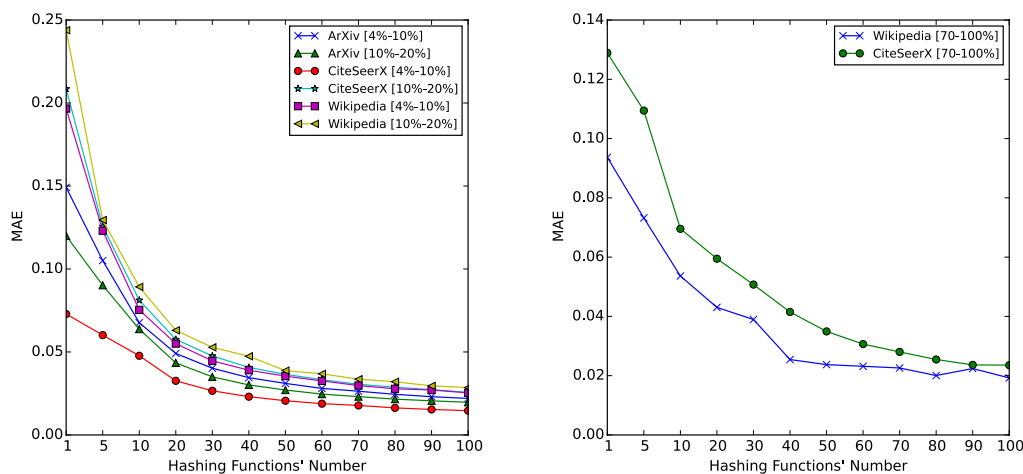 0.25
0.20
0.15
0.10
0.05
0.00
MAE
1 5 10 20 30 40 50 60 70 80 90 100
Hashing Functions' Number
ArXiv [4%-10%]
ArXiv [10%-20%]
CiteSeerX [4%-10%]
CiteSeerX [10%-20%]
Wikipedia [4%-10%]
Wikipedia [10%-20%]
0.14
0.12
0.10
0.08
0.06
0.04
0.02
0.00
MAE
1 5 10 20 30 40 50 60 70 80 90 100
Hashing Functions' Number
Wikipedia [70-100%]
CiteSeerX [70-100%]